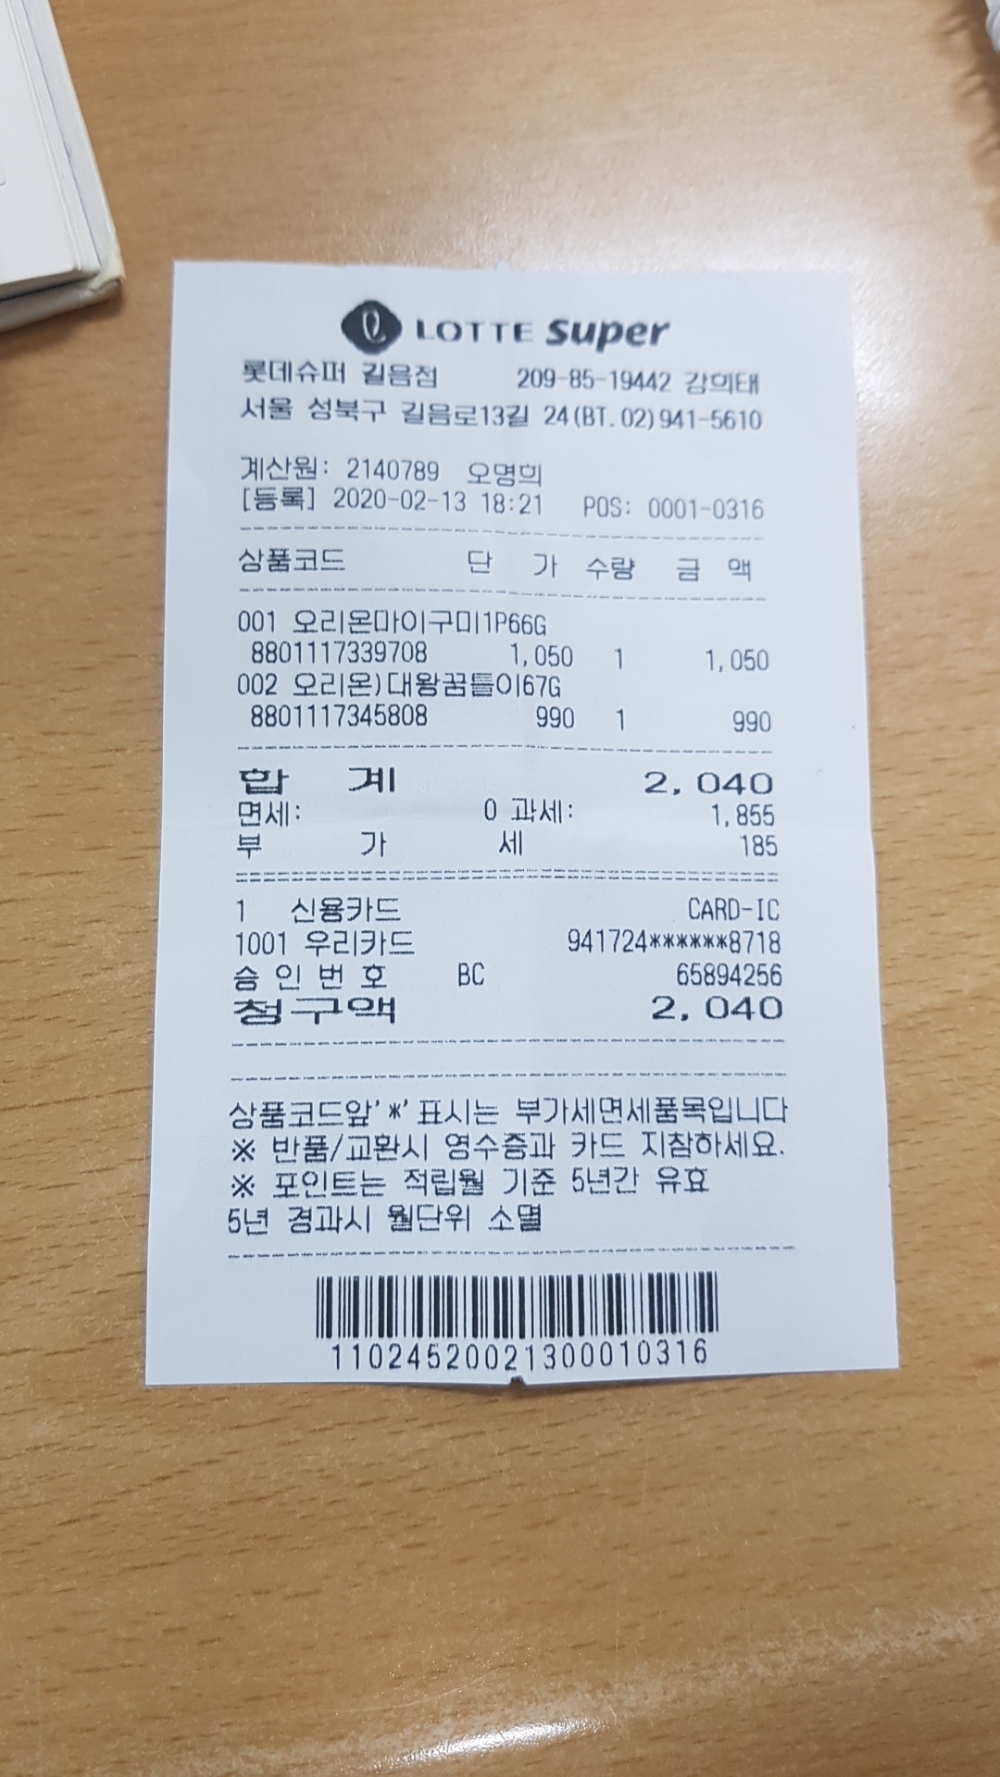 LOTTE super
롯데슈퍼 길음점 209-85-19442 강희태
서울 성북구 길음로13길 24(BT.02)941-5610
계산원: 2140789 오명희
[등록] 2020-02-13 18:21 POS: 0001-0316
상품코드 단 가 수량 금 액
001 오리온마이구미1P66G
8801117339708 1,050 1 1,050
002 오리온)대왕꿈틀이67G
8801117345808 990 1 990
합 계 2,040
면세: 0 과세: 1,855
부 가 세 185
1 신용카드 CARD-IC
1001 우리카드 941724******8718
승 인 번 호 BC 65894256
청구액 2,040
상품코드앞'*'표시는 부가세면세품목입니다
※ 반품/교환시 영수증과 카드 지참하세요.
※ 포인트는 적립월 기준 5년간 유효
5년 경과시 월단위 소멸
11024520021300010316